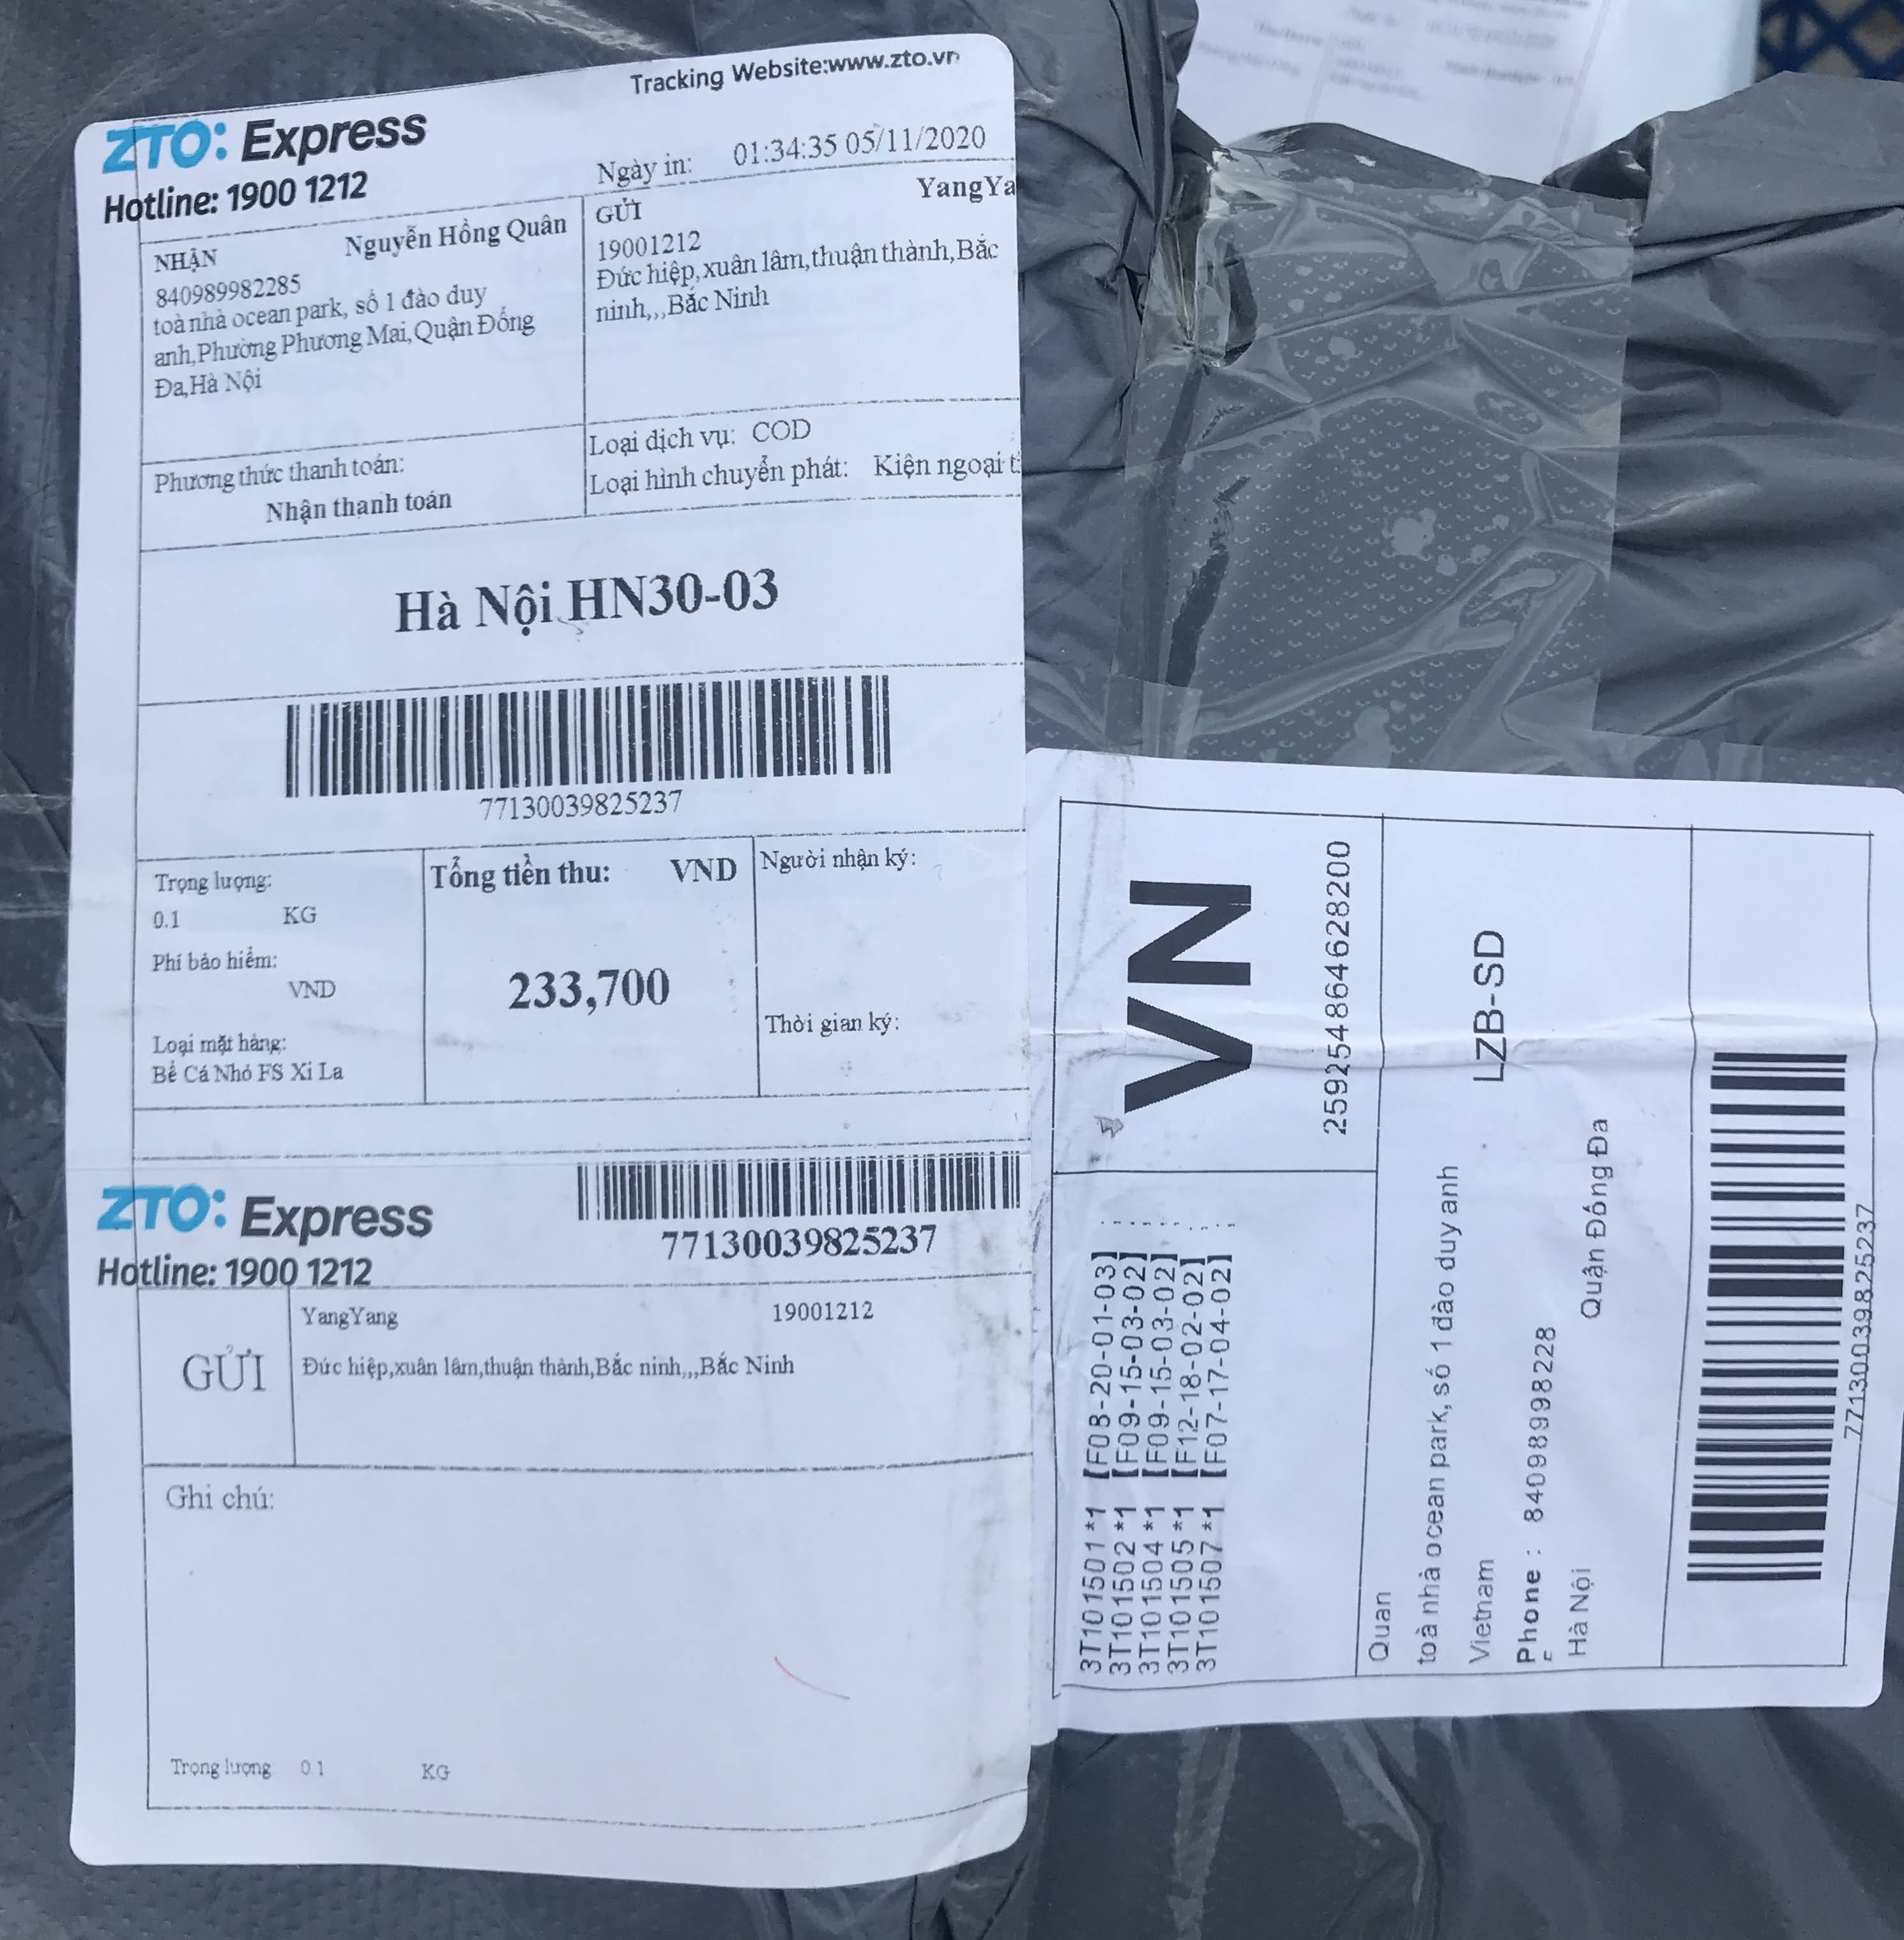 Tracking Website:www.zto.vn
ZTO: Express
Hotline: 1900 1212
Ngày in: 01:34:35 05/11/2020
NHẬN Nguyễn Hồng Quân
840989982285
toà nhà ocean park, số 1 đào duy
anh,Phường Phương Mai,Quận Đống
Đa,Hà Nội
GỬI YangYa
19001212
Đức hiệp,xuân lâm,thuận thành,Bắc
ninh,,,Bắc Ninh
Phương thức thanh toán:
Nhận thanh toán
Loại dịch vụ: COD
Loại hình chuyển phát: Kiện ngoại t
Hà Nội HN30-03
77130039825237
Trọng lượng:
0.1 KG
Phí bảo hiểm:
VND
Loại mặt hàng:
Bể Cá Nhỏ FS Xi La
Tổng tiền thu: VND
233,700
Người nhận ký:
Thời gian ký:
ZTO: Express
Hotline: 1900 1212
77130039825237
GỬI
YangYang 19001212
Đức hiệp,xuân lâm,thuận thành,Bắc ninh,,,Bắc Ninh
Ghi chú:
Trọng lượng 0.1 KG
3T101501 *1 【F08-20-01-03】
3T101502 *1 【F09-15-03-02】
3T101504 *1 【F09-15-03-02】
3T101505 *1 【F12-18-02-02】
3T101507 *1 【F07-17-04-02】
VN
2592548646628200
Quan
toà nhà ocean park, số 1 đào duy anh
Vietnam LZB-SD
Phone : 84098998228
Hà Nội Quận Đống Đa
77130039825237